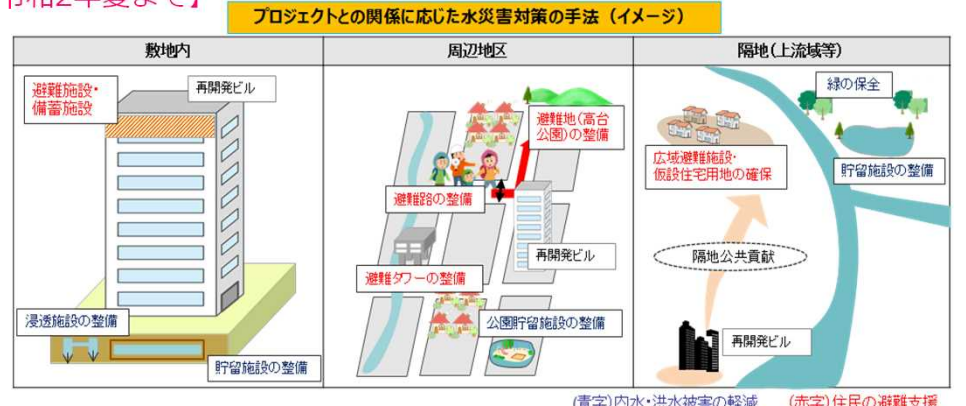 令和2年夏まで】
プロジェクトとの関係に応じた水災害対策の手法（イメージ）
敷地内
避難施設・
備蓄施設
再開発ビル
浸透施設の整備
貯留施設の整備
周辺地区
避難地(高台
公園)の整備
避難路の整備
再開発ビル
避難タワーの整備
公園貯留施設の整備
隔地(上流域等)
緑の保全
広域避難施設・
仮設住宅用地の確保
貯留施設の整備
隔地公共貢献
再開発ビル
(青字)内水・洪水被害の軽減　(赤字)住民の避難支援